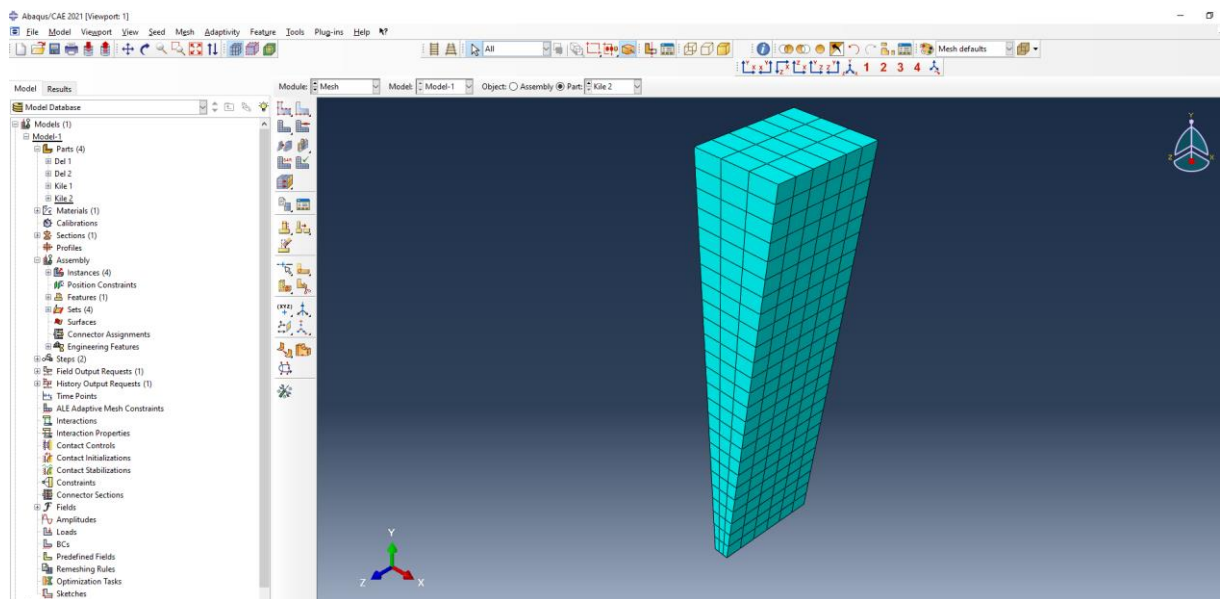 Abaqus/CAE 2021 [Viewport: 1]
File Model Viewport View Seed Mesh Adaptivity Feature Tools Plug-ins Help
All
Mesh defaults
1 2 3 4
Model Results
Module: Mesh Model: Model-1 Object: Assembly Part: Kile 2
Model Database
Models (1)
Model-1
Parts (4)
Del 1
Del 2
Kile 1
Kile 2
Materials (1)
Calibrations
Sections (1)
Profiles
Assembly
Instances (4)
Position Constraints
Features (1)
Sets (4)
Surfaces
Connector Assignments
Engineering Features
Steps (2)
Field Output Requests (1)
History Output Requests (1)
Time Points
ALE Adaptive Mesh Constraints
Interactions
Interaction Properties
Contact Controls
Contact Initializations
Contact Stabilizations
Constraints
Connector Sections
Fields
Amplitudes
Loads
BCs
Predefined Fields
Remeshing Rules
Optimization Tasks
Sketches
(XYZ)
Y
Z X
Y
Z X